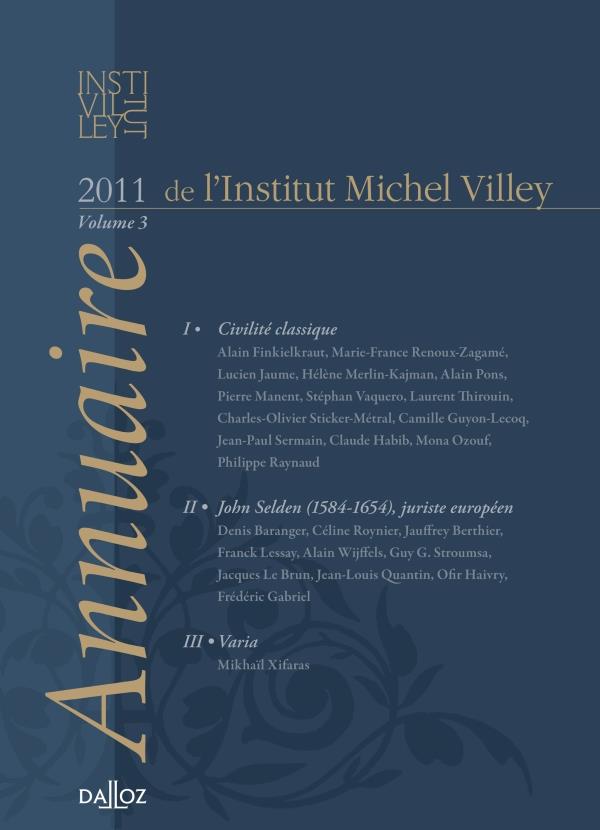 INSTI
VIL TUT
LEY
2011 de l'Institut Michel Villey
Volume 3
Annuaire
I • Civilité classique
Alain Finkielkraut, Marie-France Renoux-Zagamé,
Lucien Jaume, Hélène Merlin-Kajman, Alain Pons,
Pierre Manent, Stéphan Vaquero, Laurent Thirouin,
Charles-Olivier Sticker-Métral, Camille Guyon-Lecoq,
Jean-Paul Sermain, Claude Habib, Mona Ozouf,
Philippe Raynaud
II • John Selden (1584-1654), juriste européen
Denis Baranger, Céline Roynier, Jauffrey Berthier,
Franck Lessay, Alain Wijffels, Guy G. Stroumsa,
Jacques Le Brun, Jean-Louis Quantin, Ofir Haivry,
Frédéric Gabriel
III • Varia
Mikhaïl Xifaras
DALLOZ